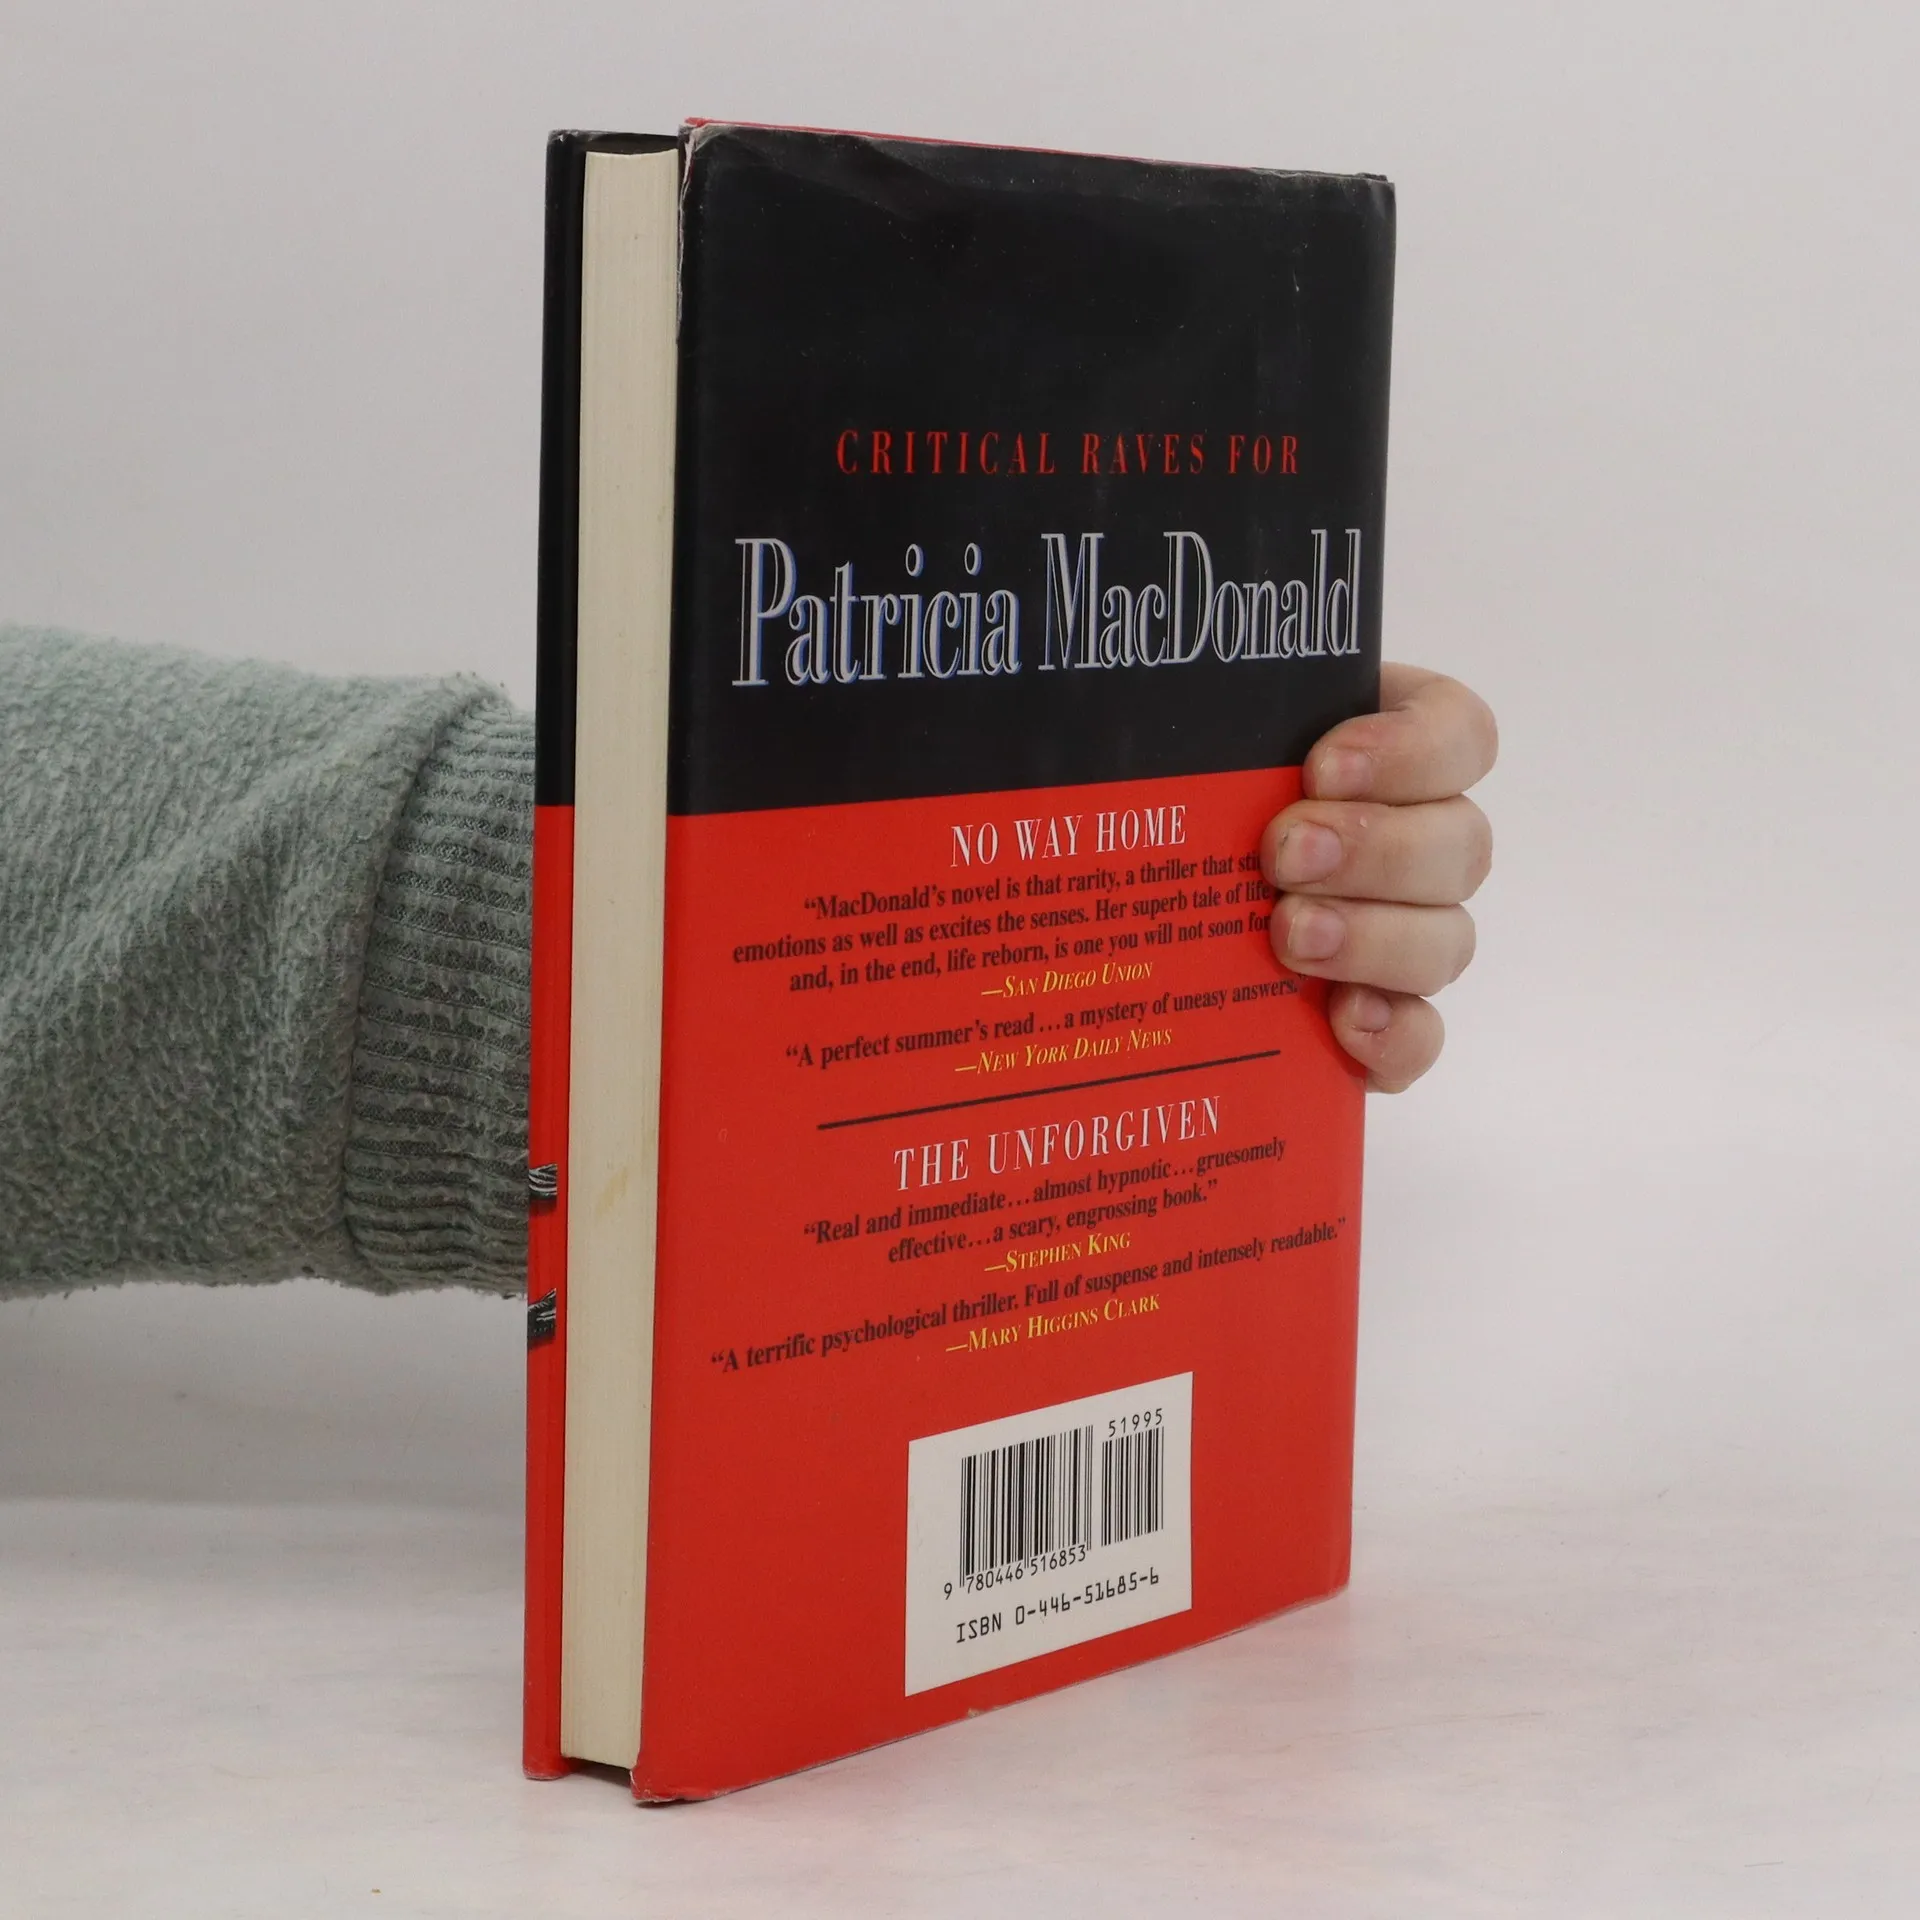 CRITICAL RAVES FOR
Patricia MacDonald
NO WAY HOME
“MacDonald’s novel is that rarity, a thriller that
emotions as well as excites the senses. Her superb tale of life
and, in the end, life reborn, is one you will not soon
—SAN DIEGO UNION
“A perfect summer’s read...a mystery of uneasy answers.”
—NEW YORK DAILY NEWS
THE UNFORGIVEN
“Real and immediate...almost hypnotic...gruesomely
effective...a scary, engrossing book.”
—STEPHEN KING
“A terrific psychological thriller. Full of suspense and intensely readable.”
—MARY HIGGINS CLARK
51995
9 780446 516853
ISBN 0-446-51685-6